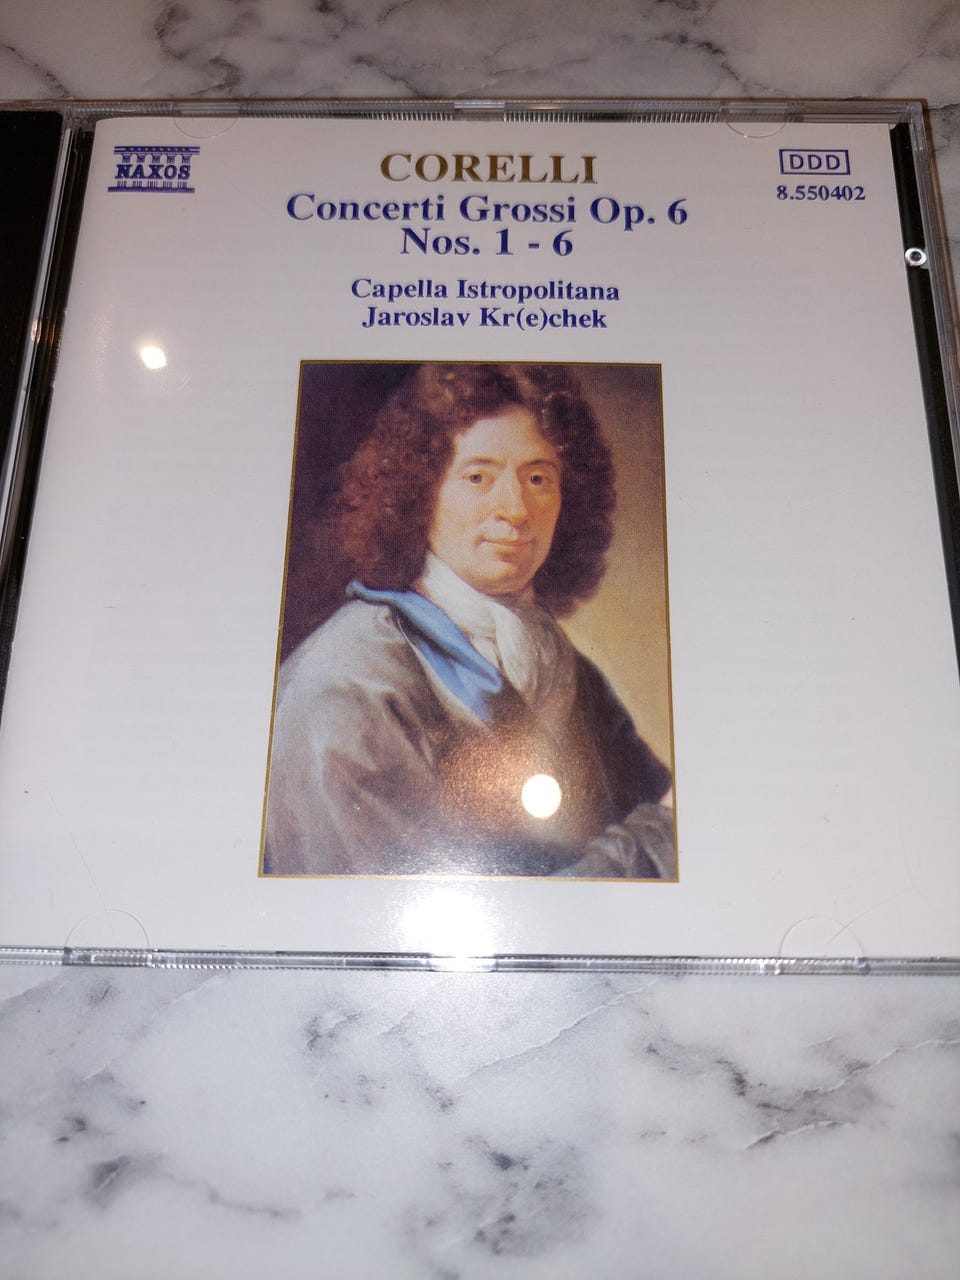 NAXOS
CORELLI
Concerti Grossi Op. 6
Nos. 1 - 6
Capella Istropolitana
Jaroslav Kr(e)chek
DDD
8.550402